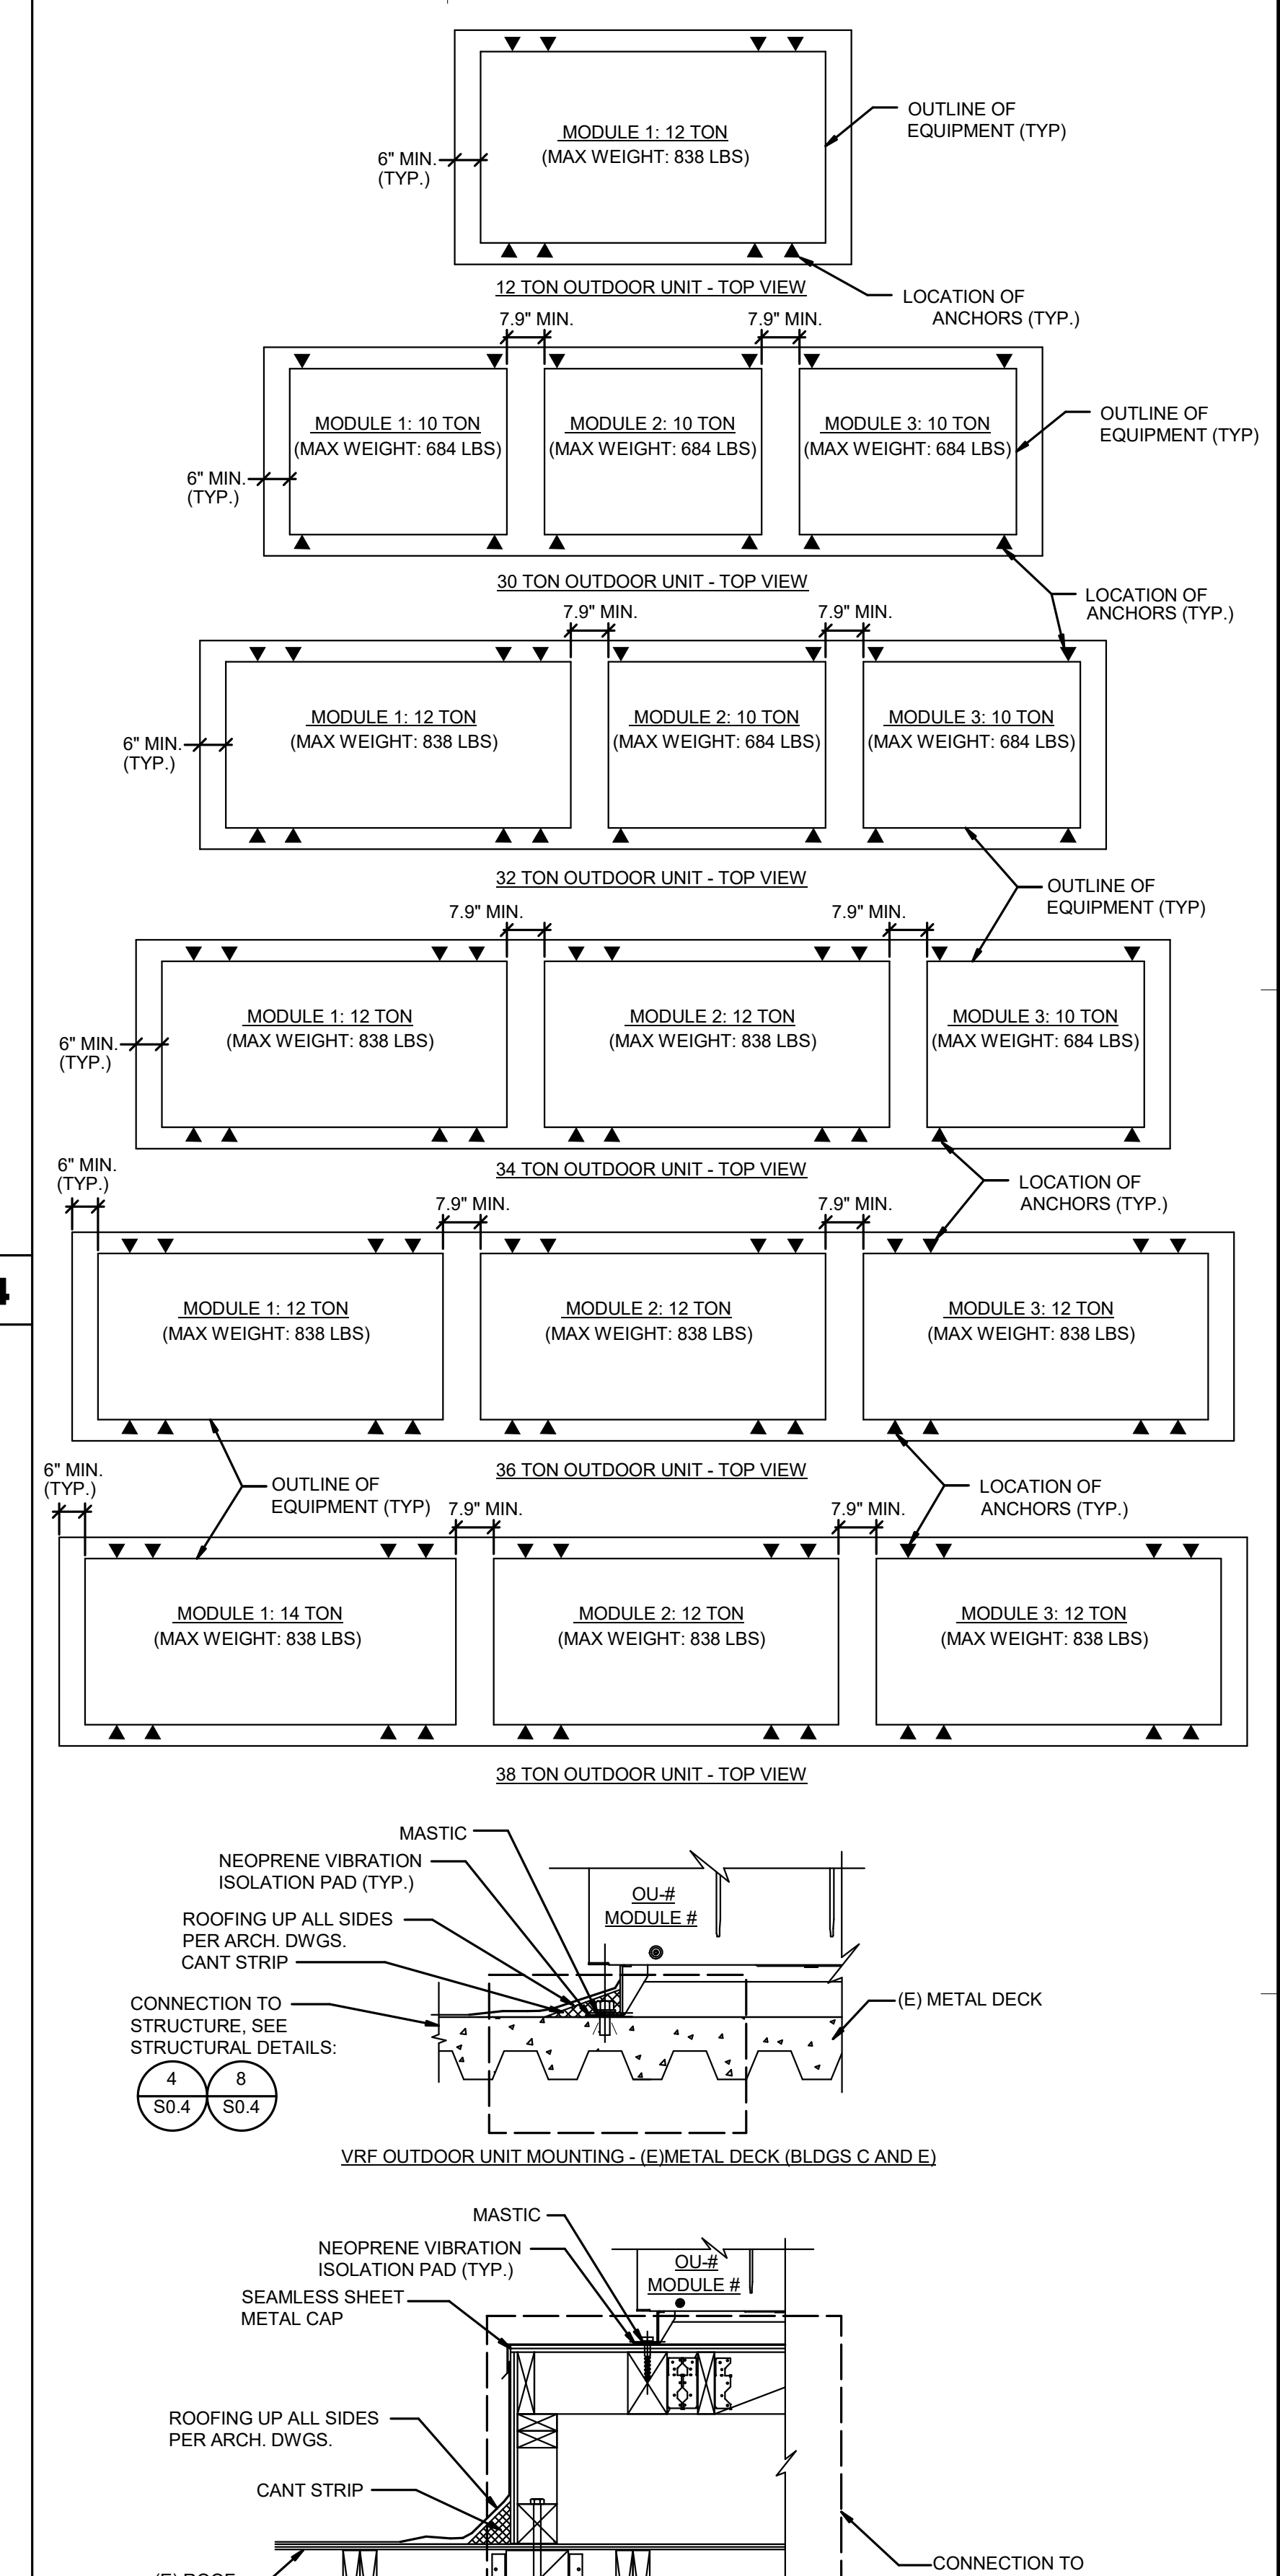 MODULE 1: 12 TON
(MAX WEIGHT: 838 LBS)
OUTLINE OF
EQUIPMENT (TYP)
6" MIN.
(TYP.)
12 TON OUTDOOR UNIT - TOP VIEW
LOCATION OF
ANCHORS (TYP.)
7.9" MIN.
7.9" MIN.
MODULE 1: 10 TON
(MAX WEIGHT: 684 LBS)
MODULE 2: 10 TON
(MAX WEIGHT: 684 LBS)
MODULE 3: 10 TON
(MAX WEIGHT: 684 LBS)
OUTLINE OF
EQUIPMENT (TYP)
6" MIN.
(TYP.)
30 TON OUTDOOR UNIT - TOP VIEW
LOCATION OF
ANCHORS (TYP.)
7.9" MIN.
7.9" MIN.
MODULE 1: 12 TON
(MAX WEIGHT: 838 LBS)
MODULE 2: 10 TON
(MAX WEIGHT: 684 LBS)
MODULE 3: 10 TON
(MAX WEIGHT: 684 LBS)
6" MIN.
(TYP.)
32 TON OUTDOOR UNIT - TOP VIEW
OUTLINE OF
EQUIPMENT (TYP)
7.9" MIN.
7.9" MIN.
MODULE 1: 12 TON
(MAX WEIGHT: 838 LBS)
MODULE 2: 12 TON
(MAX WEIGHT: 838 LBS)
MODULE 3: 10 TON
(MAX WEIGHT: 684 LBS)
6" MIN.
(TYP.)
34 TON OUTDOOR UNIT - TOP VIEW
LOCATION OF
ANCHORS (TYP.)
6" MIN.
(TYP.)
7.9" MIN.
7.9" MIN.
4
MODULE 1: 12 TON
(MAX WEIGHT: 838 LBS)
MODULE 2: 12 TON
(MAX WEIGHT: 838 LBS)
MODULE 3: 12 TON
(MAX WEIGHT: 838 LBS)
36 TON OUTDOOR UNIT - TOP VIEW
6" MIN.
(TYP.)
OUTLINE OF
EQUIPMENT (TYP)
LOCATION OF
ANCHORS (TYP.)
7.9" MIN.
7.9" MIN.
MODULE 1: 14 TON
(MAX WEIGHT: 838 LBS)
MODULE 2: 12 TON
(MAX WEIGHT: 838 LBS)
MODULE 3: 12 TON
(MAX WEIGHT: 838 LBS)
38 TON OUTDOOR UNIT - TOP VIEW
MASTIC
NEOPRENE VIBRATION
ISOLATION PAD (TYP.)
OU-#
MODULE #
ROOFING UP ALL SIDES
PER ARCH. DWGS.
CANT STRIP
CONNECTION TO
STRUCTURE, SEE
STRUCTURAL DETAILS:
(E) METAL DECK
4
S0.4
8
S0.4
VRF OUTDOOR UNIT MOUNTING - (E)METAL DECK (BLDGS C AND E)
MASTIC
NEOPRENE VIBRATION
ISOLATION PAD (TYP.)
OU-#
MODULE #
SEAMLESS SHEET
METAL CAP
ROOFING UP ALL SIDES
PER ARCH. DWGS.
CANT STRIP
CONNECTION TO
(E) ROOF